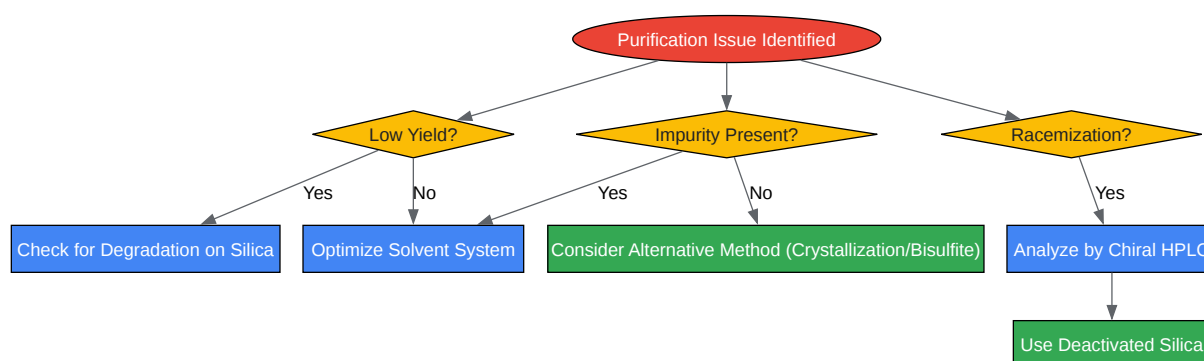 Purification Issue Identified
Low Yield?
Impurity Present?
Racemization?
Yes
No
Yes
No
Yes
Check for Degradation on Silica
Optimize Solvent System
Consider Alternative Method (Crystallization/Bisulfite)
Analyze by Chiral HPLC
Use Deactivated Silica